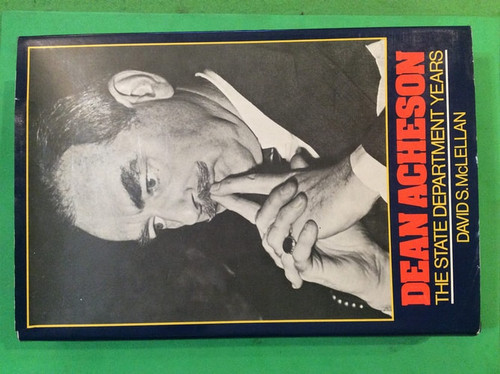 DEAN ACHESON
THE STATE DEPARTMENT YEARS
DAVID S. McLELLAN